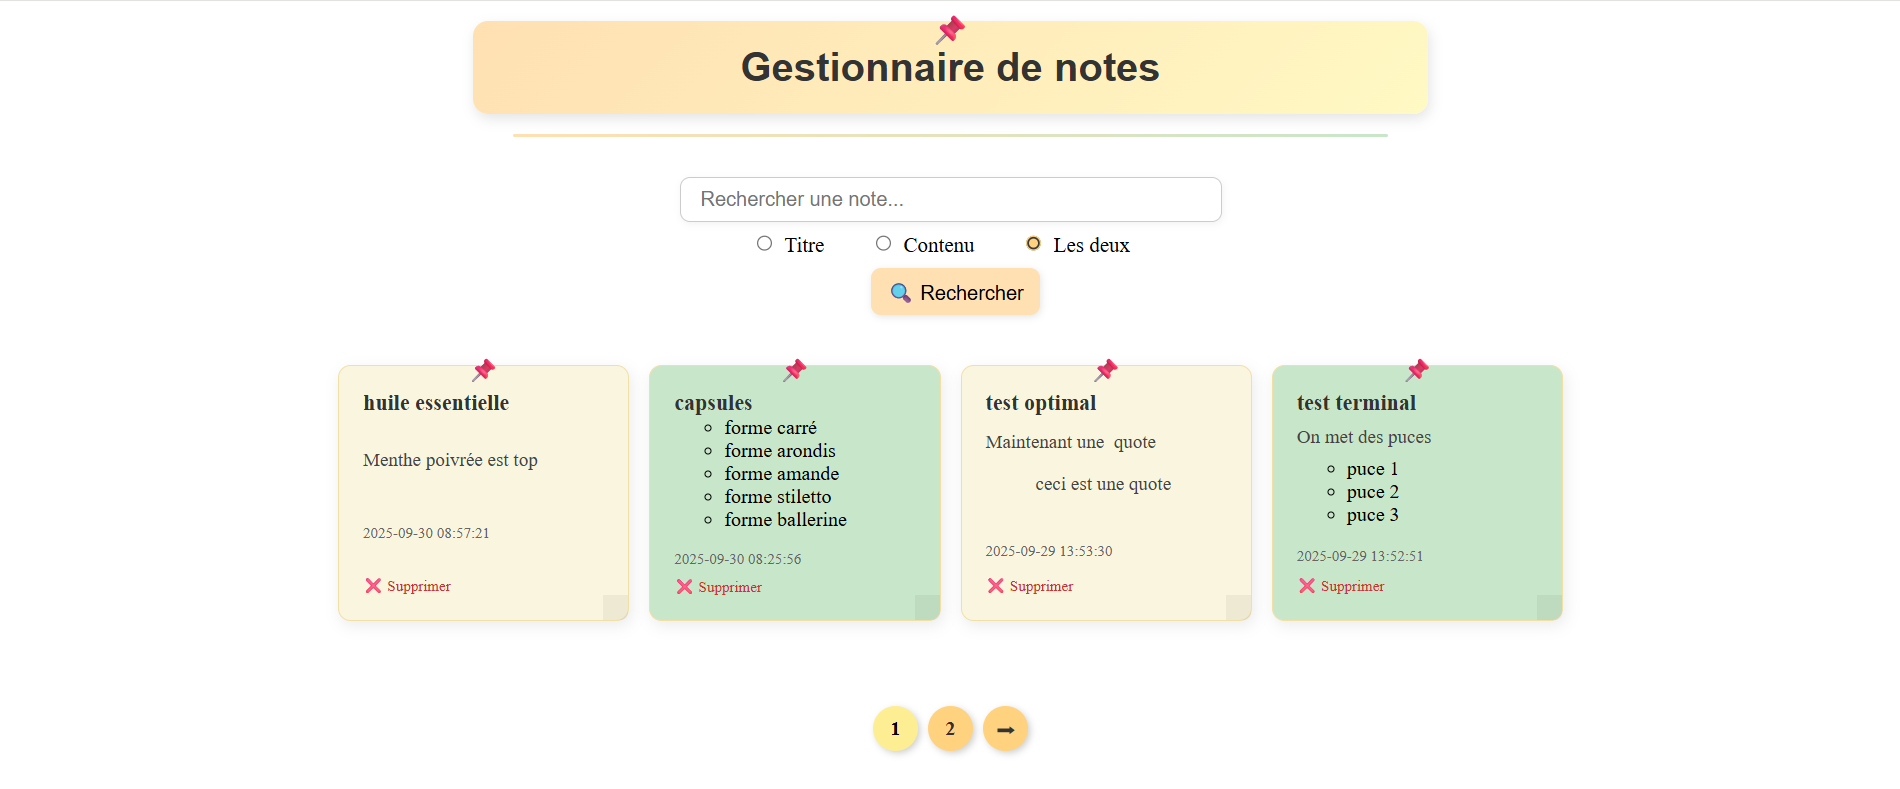 Gestionnaire de notes
Rechercher une note...
Titre Contenu Les deux
Rechercher
huile essentielle
Menthe poivrée est top
2025-09-30 08:57:21
Supprimer
capsules
forme carré
forme arondis
forme amande
forme stiletto
forme ballerine
2025-09-30 08:25:56
Supprimer
test optimal
Maintenant une  quote
ceci est une quote
2025-09-29 13:53:30
Supprimer
test terminal
On met des puces
puce 1
puce 2
puce 3
2025-09-29 13:52:51
Supprimer
1 2 →